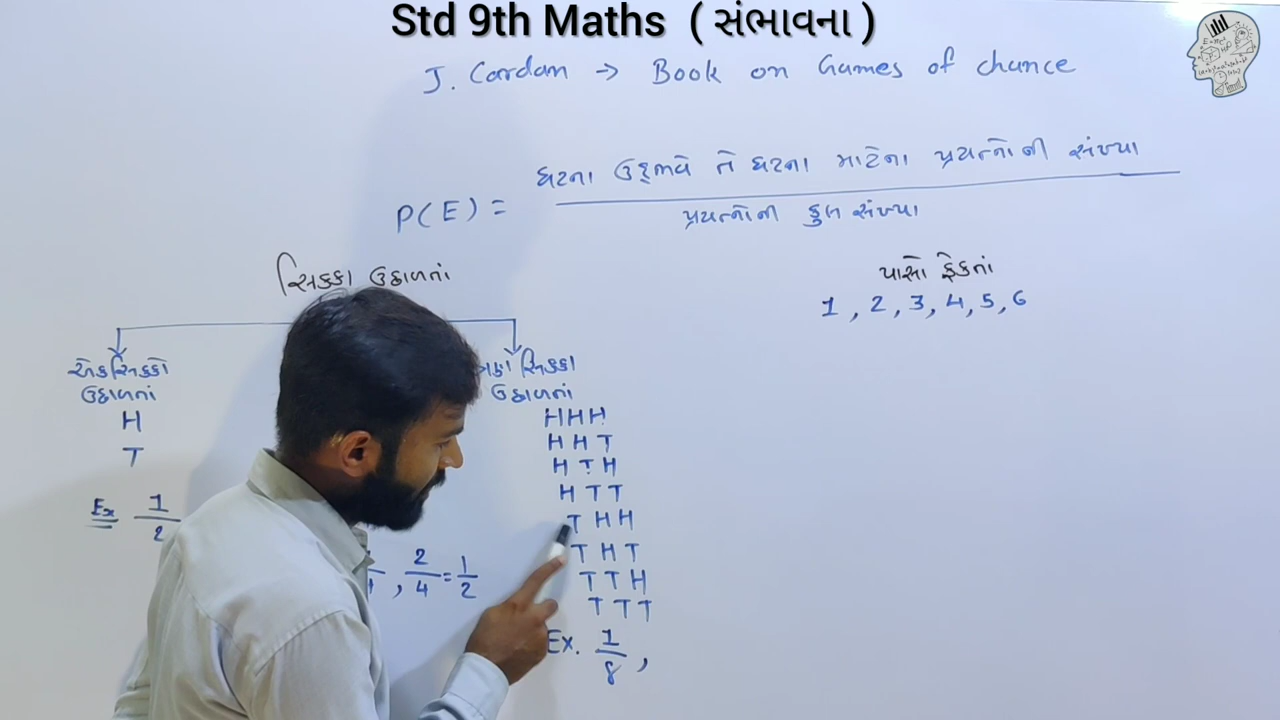 Std 9th Maths ( સંભાવના )
J. Cardan → Book on Games of chance
P(E) = ઘટના ઉદ્‌ભવે તે ઘટના માટેના પ્રયત્નોની સંખ્યા
પ્રયત્નોની કુલ સંખ્યા
સિક્કા ઉછાળતાં
પાસો ફેંકતાં
1 , 2 , 3 , 4 , 5 , 6
એક સિક્કો
ઉછાળતાં
H
T
Ex 1/2
2/4 = 1/2
સિક્કા
ઉછાળતાં
HHH
HHT
HTH
HTT
THH
THT
TTH
TTT
Ex. 1/8 ,